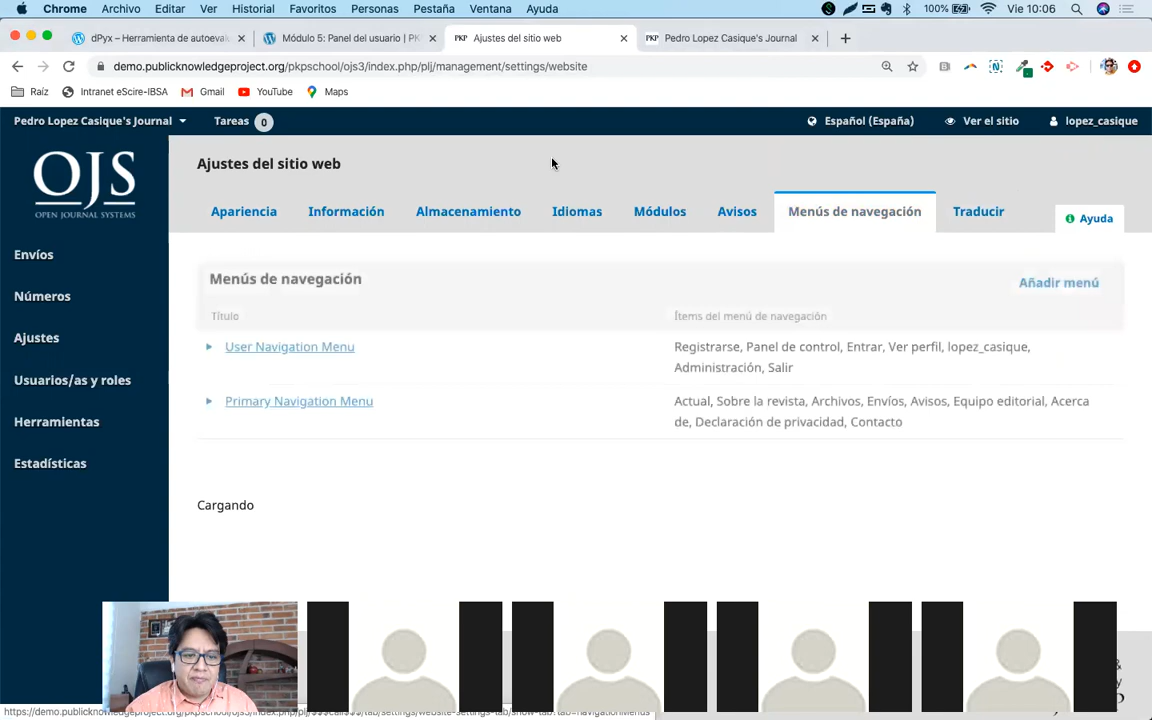 Chrome Archivo Editar Ver Historial Favoritos Personas Pestaña Ventana Ayuda 100% Vie 10:06
dPyx – Herramienta de autoeva
Módulo 5: Panel del usuario | PK
PKP Ajustes del sitio web
PKP Pedro Lopez Casique's Journal
demo.publicknowledgeproject.org/pkpschool/ojs3/index.php/plj/management/settings/website
Raíz Intranet eScire-IBSA Gmail YouTube Maps
Pedro Lopez Casique's Journal Tareas 0 Español (España) Ver el sitio lopez_casique
OJS
OPEN JOURNAL SYSTEMS
Envíos
Números
Ajustes
Usuarios/as y roles
Herramientas
Estadísticas
Ajustes del sitio web
Apariencia Información Almacenamiento Idiomas Módulos Avisos Menús de navegación Traducir Ayuda
Menús de navegación Añadir menú
Título Ítems del menú de navegación
User Navigation Menu Registrarse, Panel de control, Entrar, Ver perfil, lopez_casique,
Administración, Salir
Primary Navigation Menu Actual, Sobre la revista, Archivos, Envíos, Avisos, Equipo editorial, Acerca
de, Declaración de privacidad, Contacto
Cargando